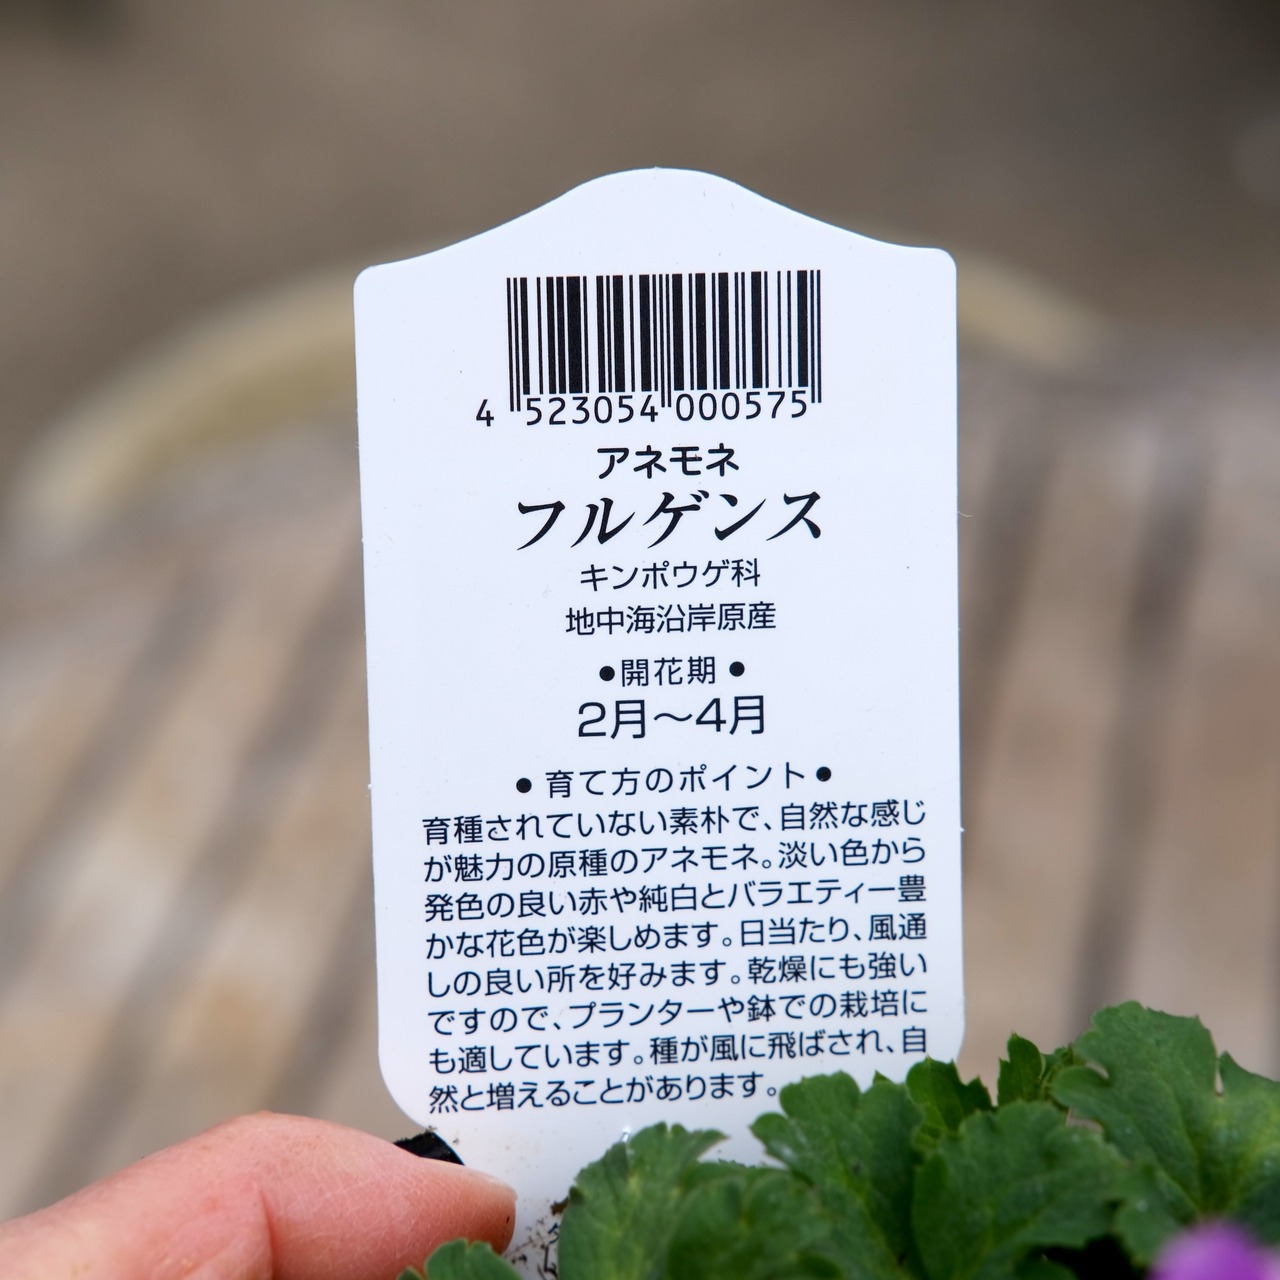 4 523054 000575
アネモネ
フルゲンス
キンポウゲ科
地中海沿岸原産
●開花期●
2月～4月
●育て方のポイント●
育種されていない素朴で、自然な感じ
が魅力の原種のアネモネ。淡い色から
発色の良い赤や純白とバラエティー豊
かな花色が楽しめます。日当たり、風通
しの良い所を好みます。乾燥にも強い
ですので、プランターや鉢での栽培に
も適しています。種が風に飛ばされ、自
然と増えることがあります。